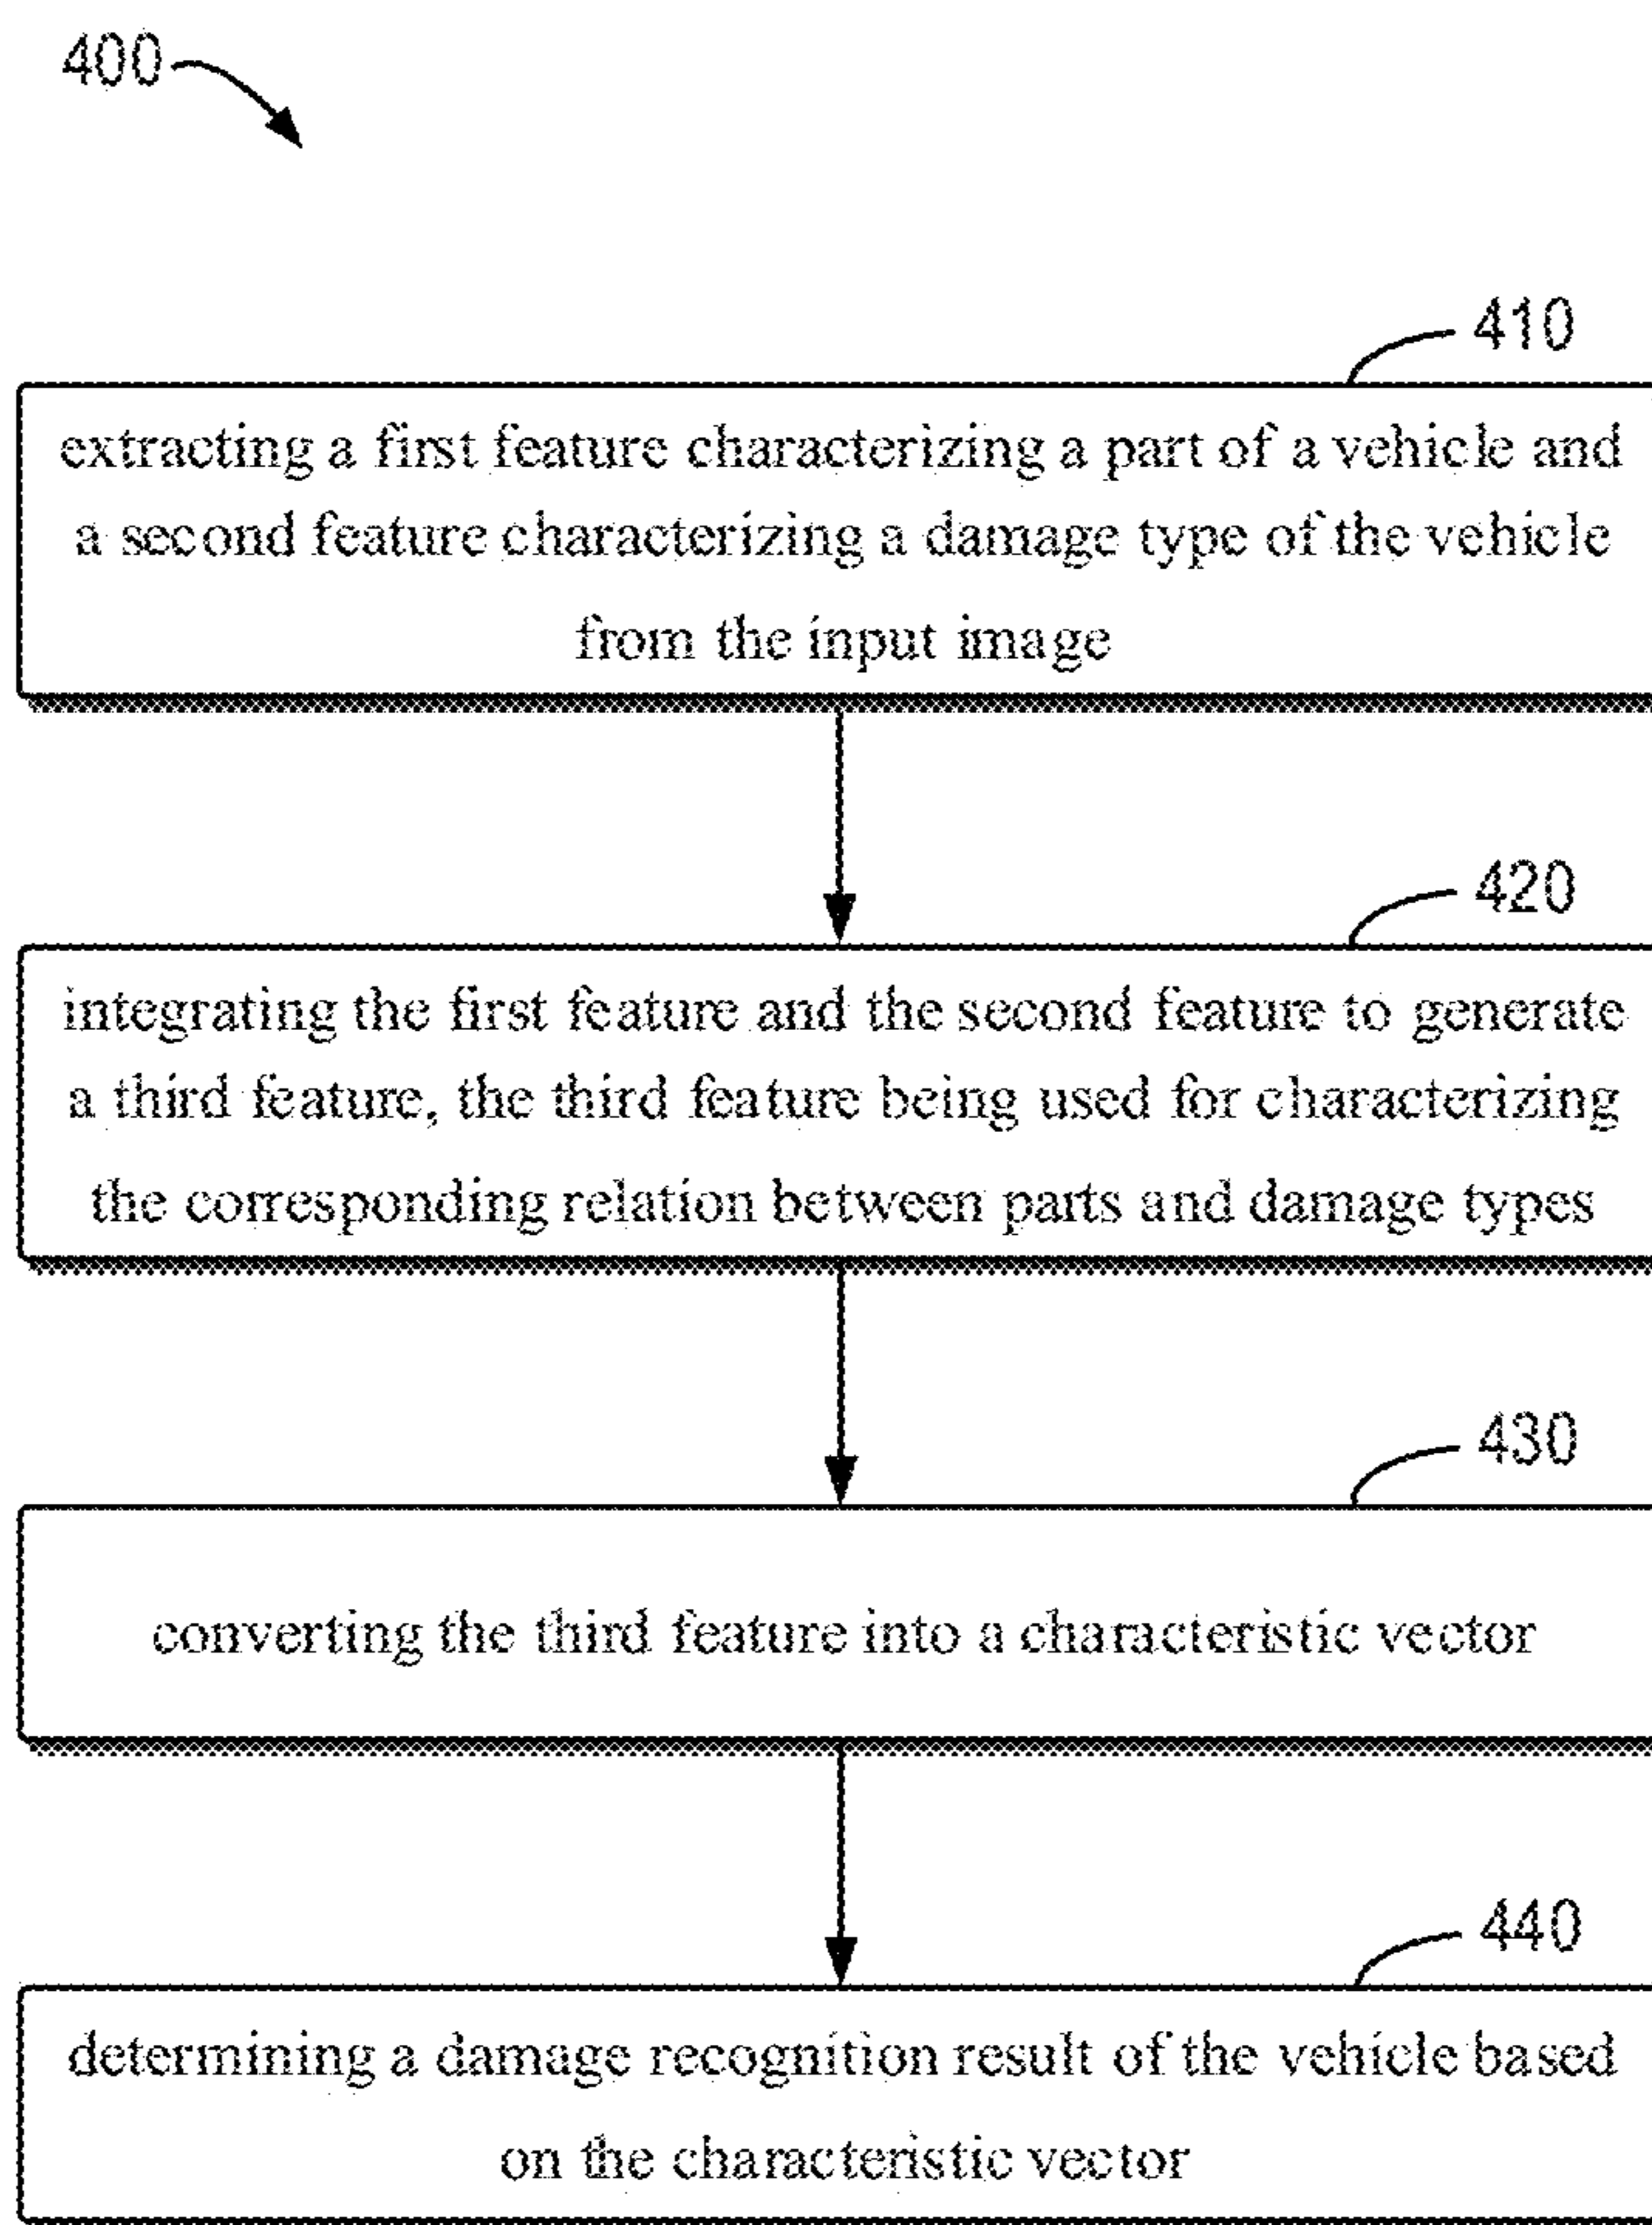 400
410
extracting a first feature characterizing a part of a vehicle and
a second feature characterizing a damage type of the vehicle
from the input image
420
integrating the first feature and the second feature to generate
a third feature, the third feature being used for characterizing
the corresponding relation between parts and damage types
430
converting the third feature into a characteristic vector
440
determining a damage recognition result of the vehicle based
on the characteristic vector